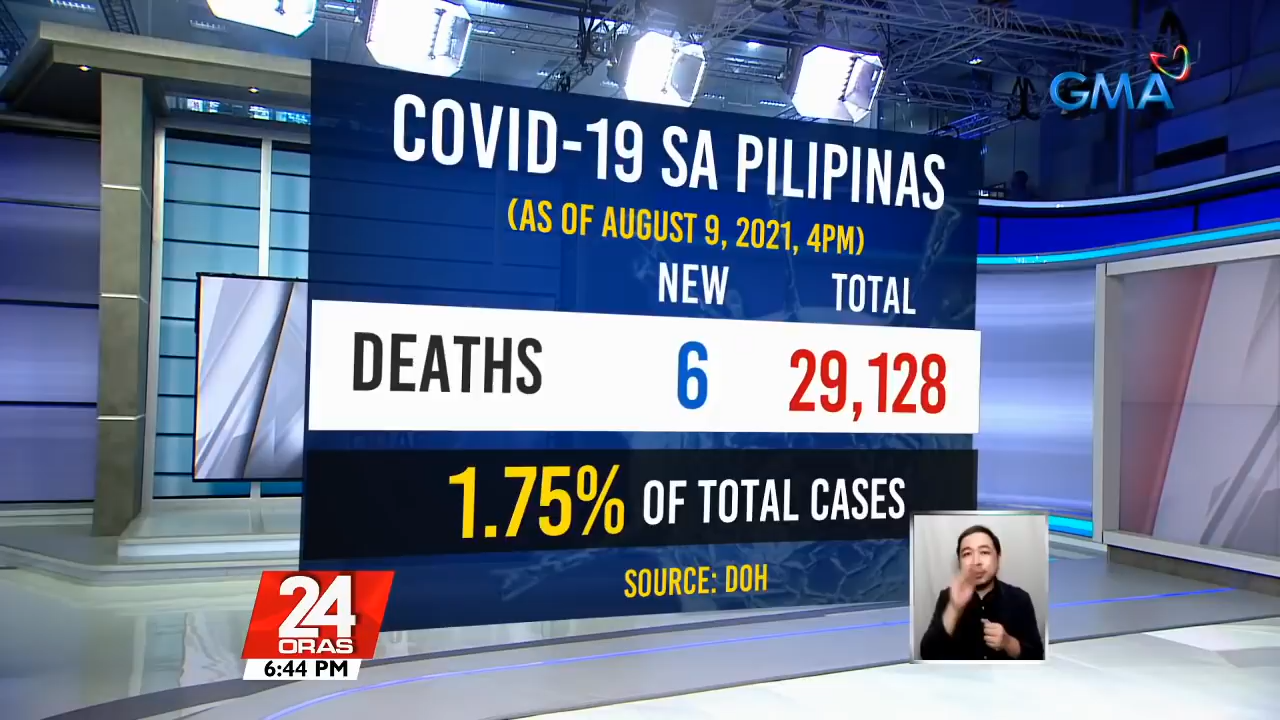 GMA
COVID-19 SA PILIPINAS
(AS OF AUGUST 9, 2021, 4PM)
NEW TOTAL
DEATHS 6 29,128
1.75% OF TOTAL CASES
SOURCE: DOH
24
ORAS
6:44 PM